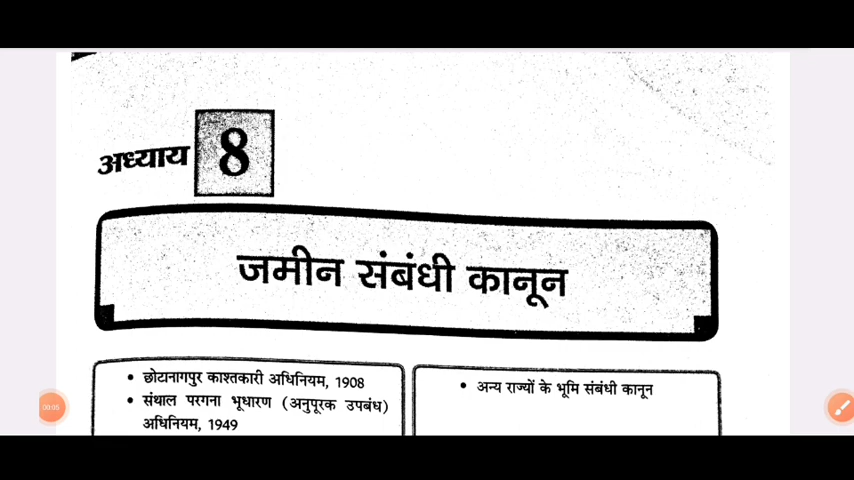 अध्याय 8
जमीन संबंधी कानून
• छोटानागपुर काश्तकारी अधिनियम, 1908
• संथाल परगना भूधारण (अनुपूरक उपबंध)
अधिनियम, 1949
• अन्य राज्यों के भूमि संबंधी कानून
00:05